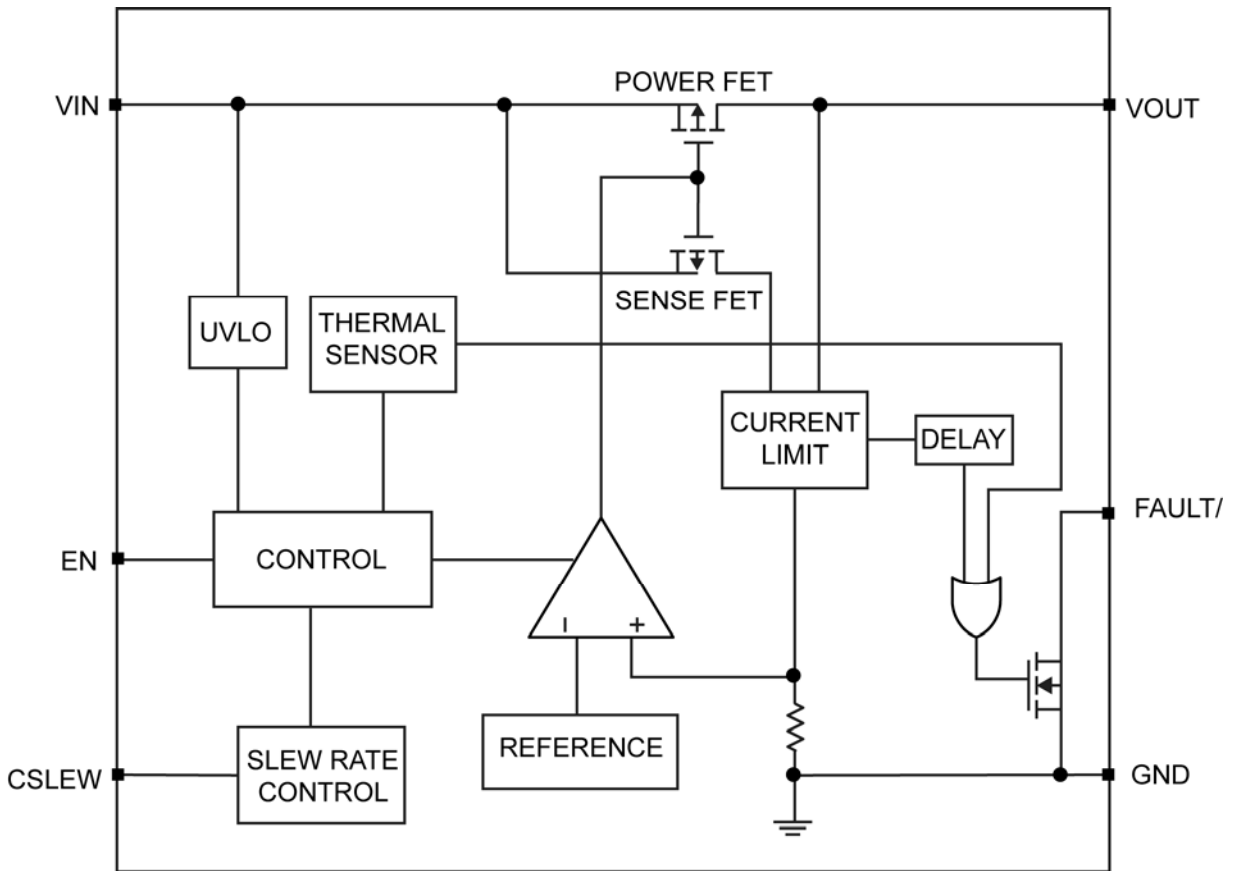 POWER FET
VIN
VOUT
SENSE FET
UVLO
THERMAL
SENSOR
CURRENT
LIMIT
DELAY
FAULT/
EN
CONTROL
–
+
REFERENCE
SLEW RATE
CONTROL
CSLEW
GND